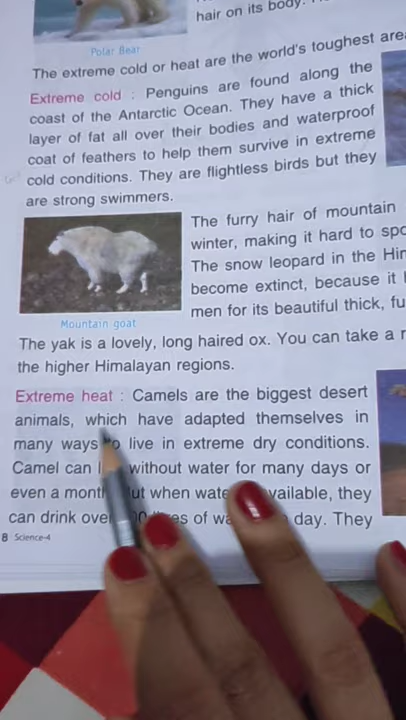 hair on its body.
Polar Bear
The extreme cold or heat are the world's toughest
Extreme cold : Penguins are found along the
coast of the Antarctic Ocean. They have a thick
layer of fat all over their bodies and waterproof
coat of feathers to help them survive in extreme
cold conditions. They are flightless birds but they
are strong swimmers.
The furry hair of mountain
winter, making it hard to
The snow leopard in the
become extinct, because it
men for its beautiful thick,
Mountain goat
The yak is a lovely, long haired ox. You can take a
the higher Himalayan regions.
Extreme heat : Camels are the biggest desert
animals, which have adapted themselves in
many ways to live in extreme dry conditions.
Camel can without water for many days or
even a when they
can drink of day. They
8 Science-4